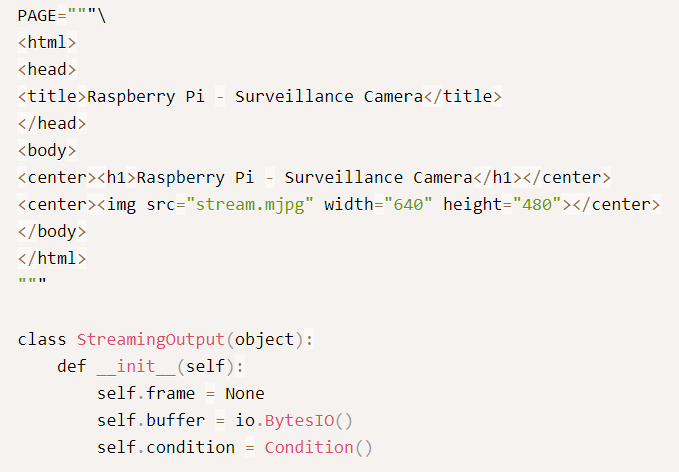 PAGE="""\
<html>
<head>
<title>Raspberry Pi - Surveillance Camera</title>
</head>
<body>
<center><h1>Raspberry Pi - Surveillance Camera</h1></center>
<center><img src="stream.mjpg" width="640" height="480"></center>
</body>
</html>
"""

class StreamingOutput(object):
    def __init__(self):
        self.frame = None
        self.buffer = io.BytesIO()
        self.condition = Condition()